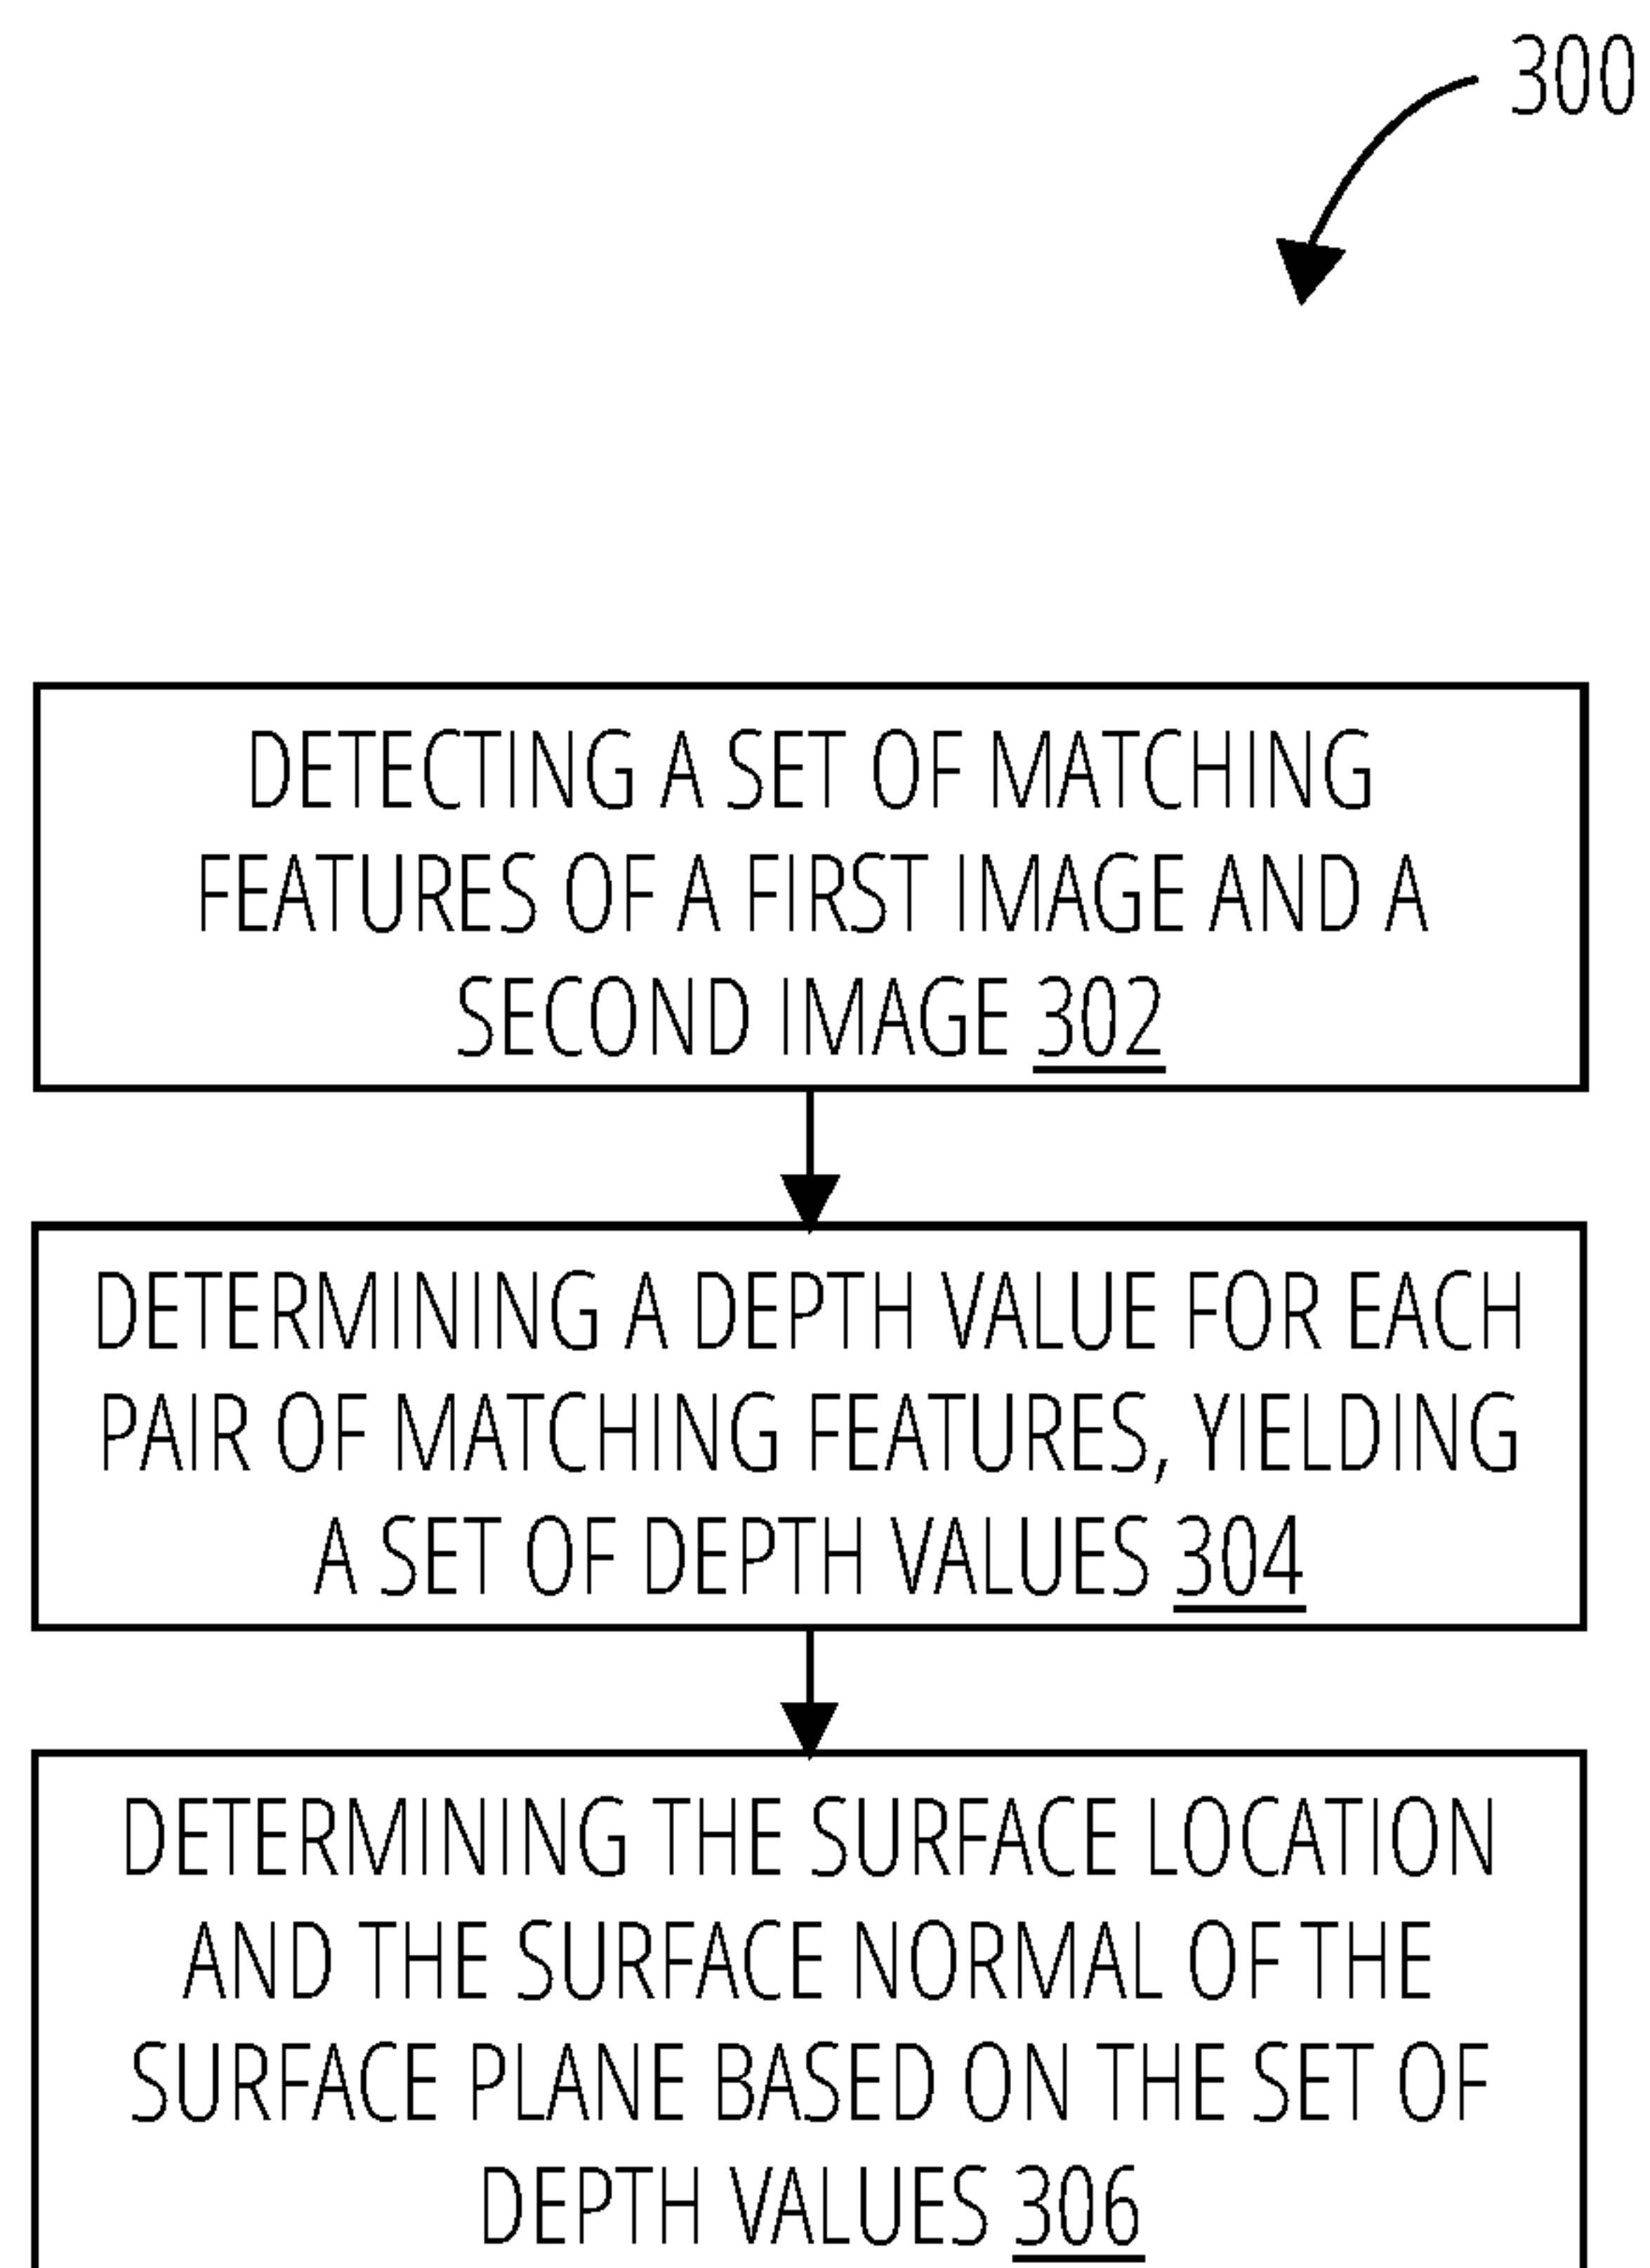 300
DETECTING A SET OF MATCHING
FEATURES OF A FIRST IMAGE AND A
SECOND IMAGE 302
DETERMINING A DEPTH VALUE FOR EACH
PAIR OF MATCHING FEATURES, YIELDING
A SET OF DEPTH VALUES 304
DETERMINING THE SURFACE LOCATION
AND THE SURFACE NORMAL OF THE
SURFACE PLANE BASED ON THE SET OF
DEPTH VALUES 306